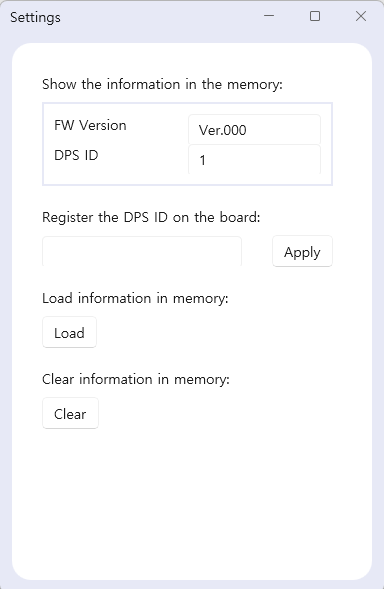 Settings
Show the information in the memory:
FW Version Ver.000
DPS ID 1
Register the DPS ID on the board:
Apply
Load information in memory:
Load
Clear information in memory:
Clear